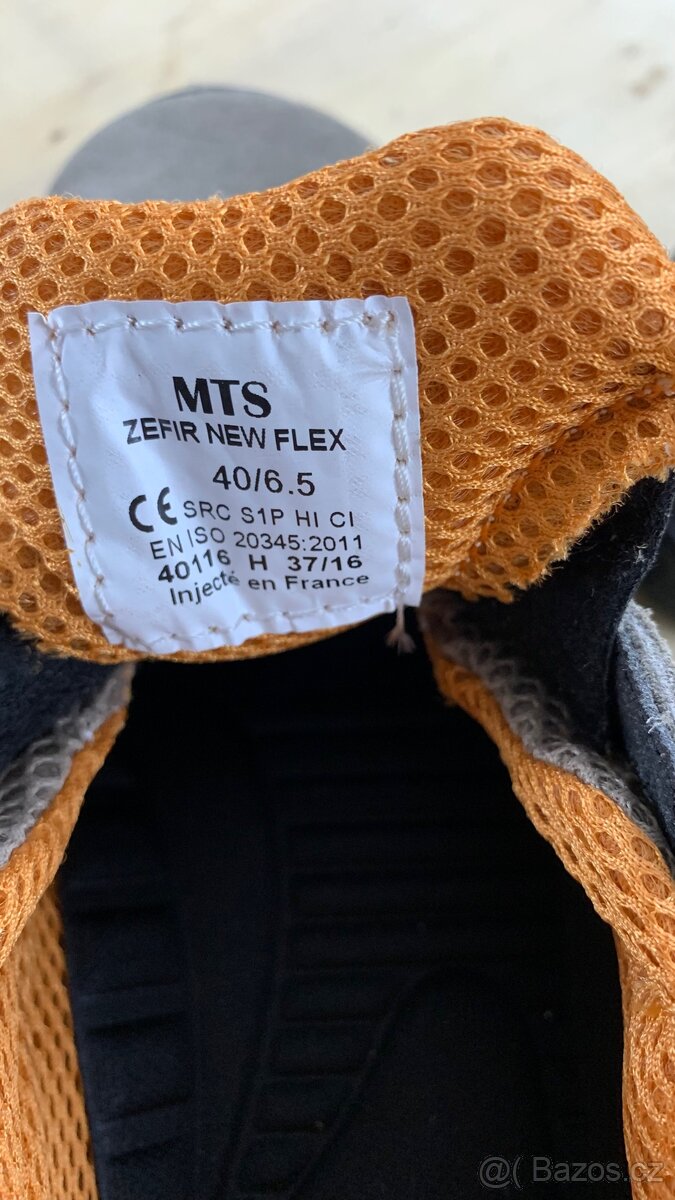 MTS
ZEFIR NEW FLEX
40/6.5
CE SRC S1P HI CI
EN ISO 20345:2011
40116 H 37/16
Injecté en France
@( Bazos.cz